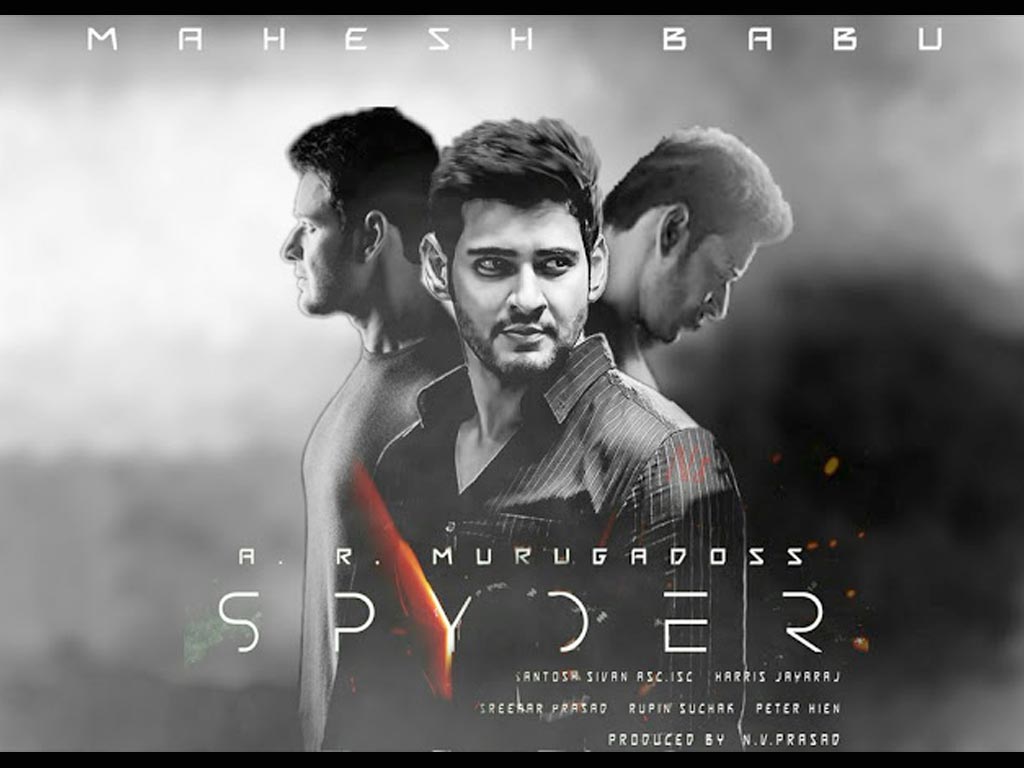 MAHESH BABU
A. R. MURUGADOSS
SPYDER
SANTOSH SIVAN ASC.ISC HARRIS JAYARAJ
SREEKAR PRASAD RUPIN SUCHAK PETER HIEN
PRODUCED BY N.V.PRASAD